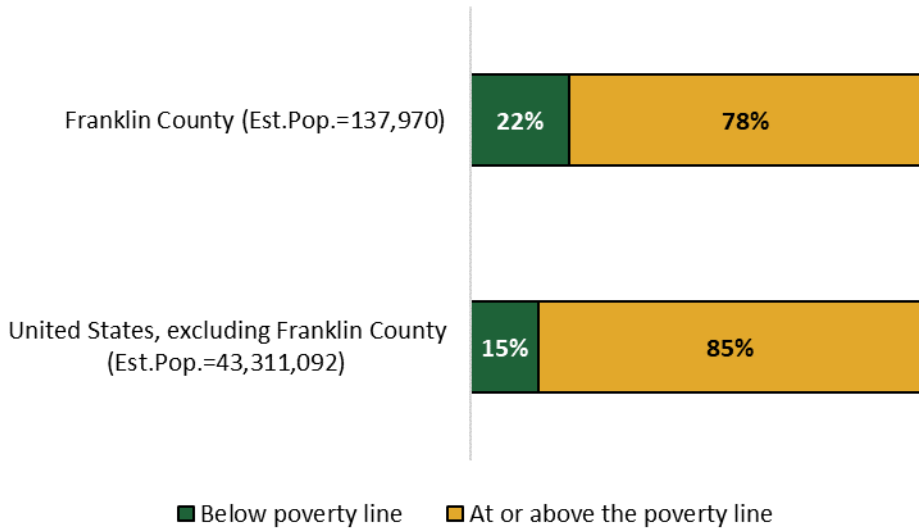 Franklin County (Est.Pop.=137,970)
22%
78%
United States, excluding Franklin County
(Est.Pop.=43,311,092)
15%
85%
Below poverty line
At or above the poverty line